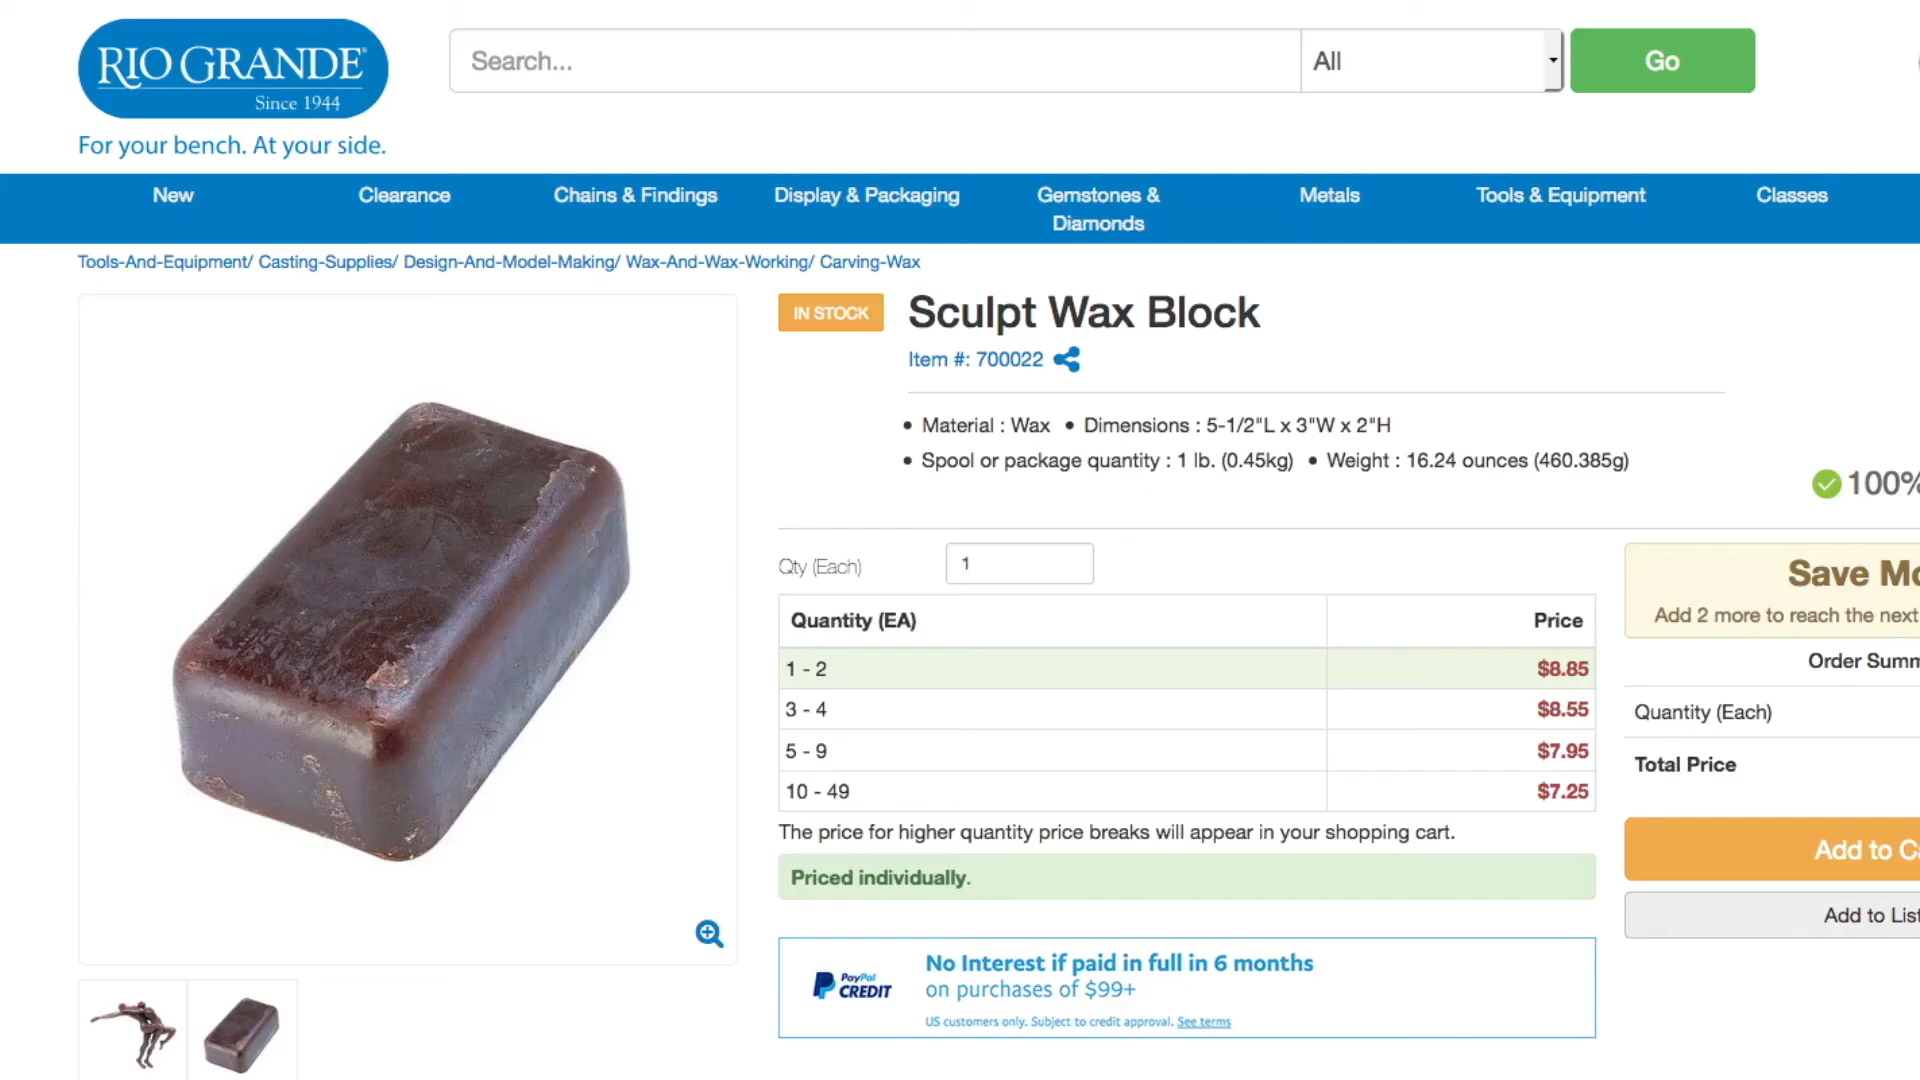 RIO GRANDE
Since 1944
For your bench. At your side.
Search...
All
Go
New
Clearance
Chains & Findings
Display & Packaging
Gemstones &
Diamonds
Metals
Tools & Equipment
Classes
Tools-And-Equipment/ Casting-Supplies/ Design-And-Model-Making/ Wax-And-Wax-Working/ Carving-Wax
IN STOCK
Sculpt Wax Block
Item #: 700022
• Material : Wax • Dimensions : 5-1/2"L x 3"W x 2"H
• Spool or package quantity : 1 lb. (0.45kg) • Weight : 16.24 ounces (460.385g)
100%
Qty (Each) 1
Quantity (EA) Price
1 - 2 $8.85
3 - 4 $8.55
5 - 9 $7.95
10 - 49 $7.25
The price for higher quantity price breaks will appear in your shopping cart.
Priced individually.
PayPal
CREDIT
No Interest if paid in full in 6 months
on purchases of $99+
US customers only. Subject to credit approval. See terms
Save
Add 2 more to reach the next
Order
Quantity (Each)
Total Price
Add to
Add to List